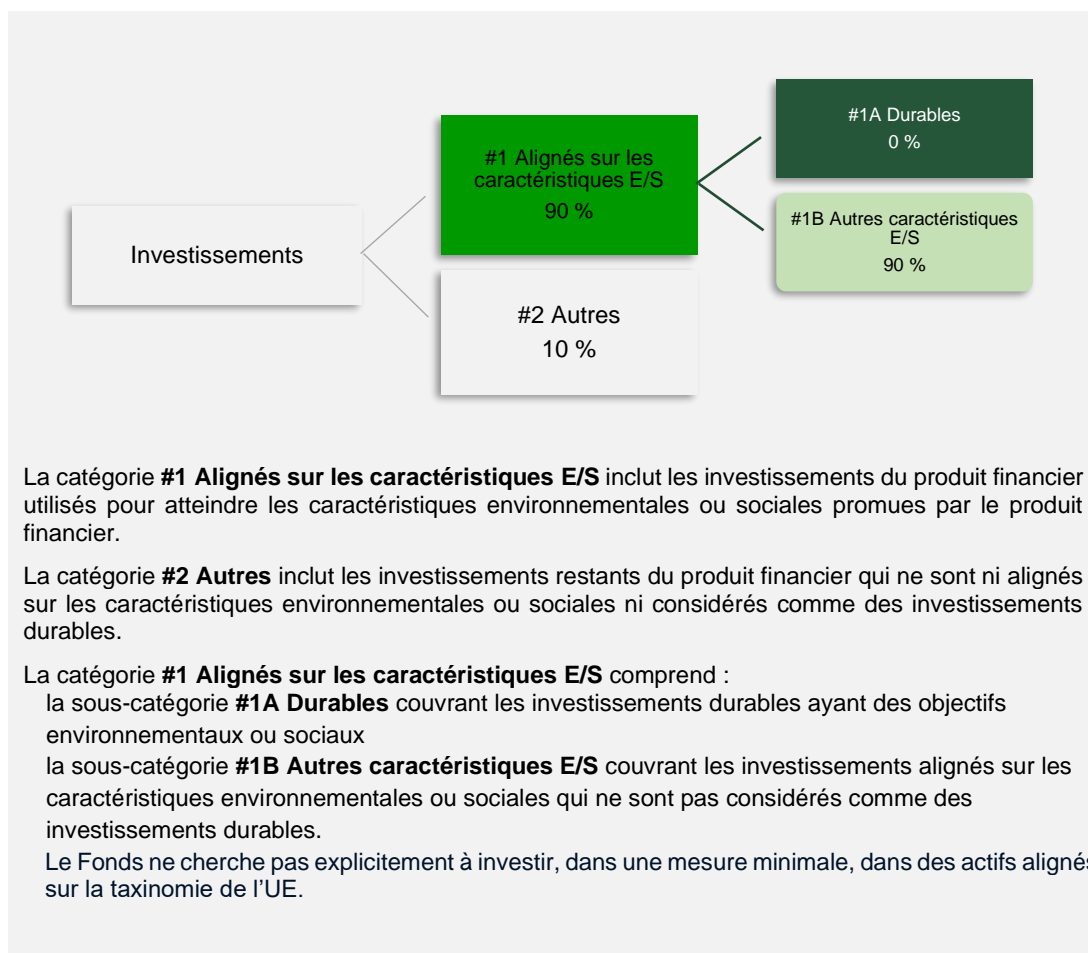 #1A Durables
0 %
#1 Alignés sur les
caractéristiques E/S
90 %
#1B Autres caractéristiques
E/S
90 %
Investissements
#2 Autres
10 %
La catégorie #1 Alignés sur les caractéristiques E/S inclut les investissements du produit financier
utilisés pour atteindre les caractéristiques environnementales ou sociales promues par le produit
financier.
La catégorie #2 Autres inclut les investissements restants du produit financier qui ne sont ni alignés
sur les caractéristiques environnementales ou sociales ni considérés comme des investissements
durables.
La catégorie #1 Alignés sur les caractéristiques E/S comprend :
la sous-catégorie #1A Durables couvrant les investissements durables ayant des objectifs
environnementaux ou sociaux
la sous-catégorie #1B Autres caractéristiques E/S couvrant les investissements alignés sur les
caractéristiques environnementales ou sociales qui ne sont pas considérés comme des
investissements durables.
Le Fonds ne cherche pas explicitement à investir, dans une mesure minimale, dans des actifs alignés
sur la taxinomie de l'UE.